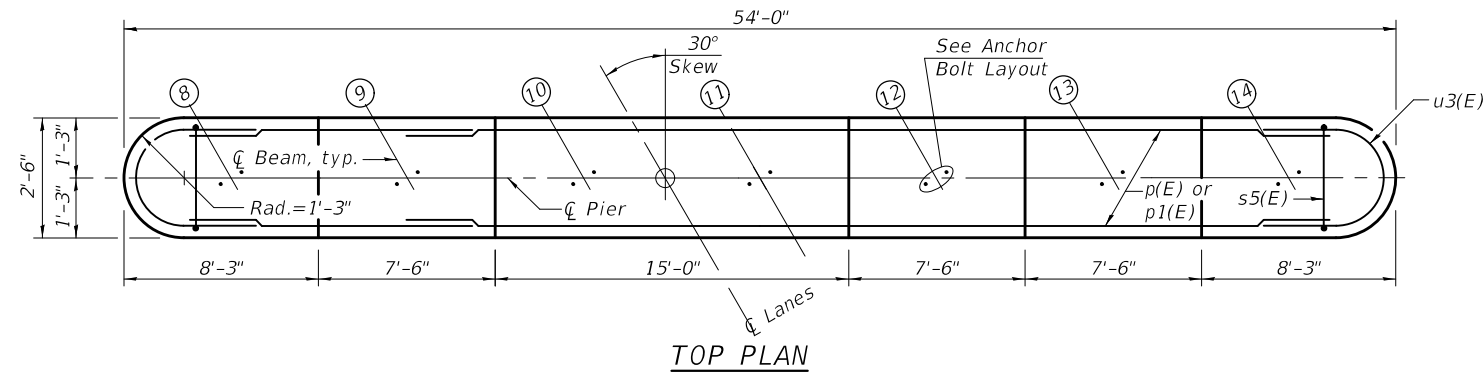 54'-0"
30°
Skew
See Anchor
Bolt Layout
8
9
10
11
12
13
14
u3(E)
2'-6"
1'-3"
1'-3"
℄ Beam, typ.
Rad.=1'-3"
℄ Pier
p(E) or
p1(E)
s5(E)
8'-3"
7'-6"
15'-0"
7'-6"
7'-6"
8'-3"
℄ Lanes
TOP PLAN